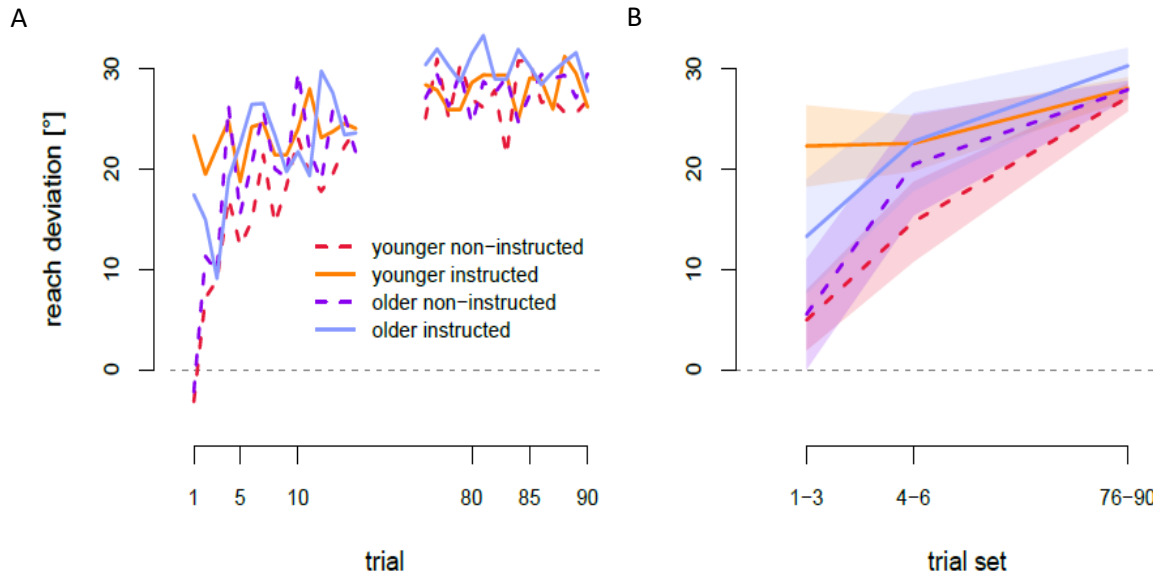 A
B
reach deviation [°]
30
20
10
0
younger non−instructed
younger instructed
older non−instructed
older instructed
1
5
10
80
85
90
trial
30
20
10
0
1−3
4−6
76−90
trial set